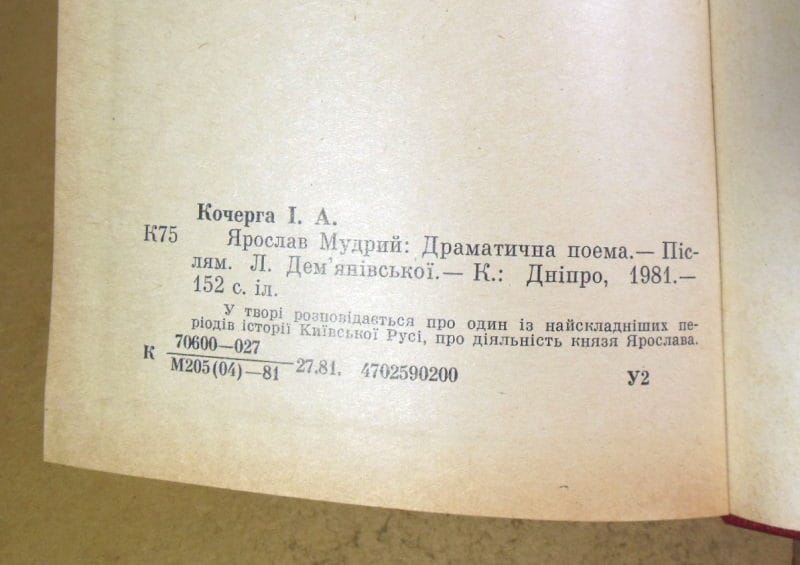 Кочерга І. А.
К75 Ярослав Мудрий: Драматична поема.— Піс-
лям. Л. Дем'янівської.— К.: Дніпро, 1981.—
152 с. іл.
У творі розповідається про один із найскладніших пе-
ріодів історії Київської Русі, про діяльність князя Ярослава.
70600—027
К М205(04)—81 27.81. 4702590200 У2